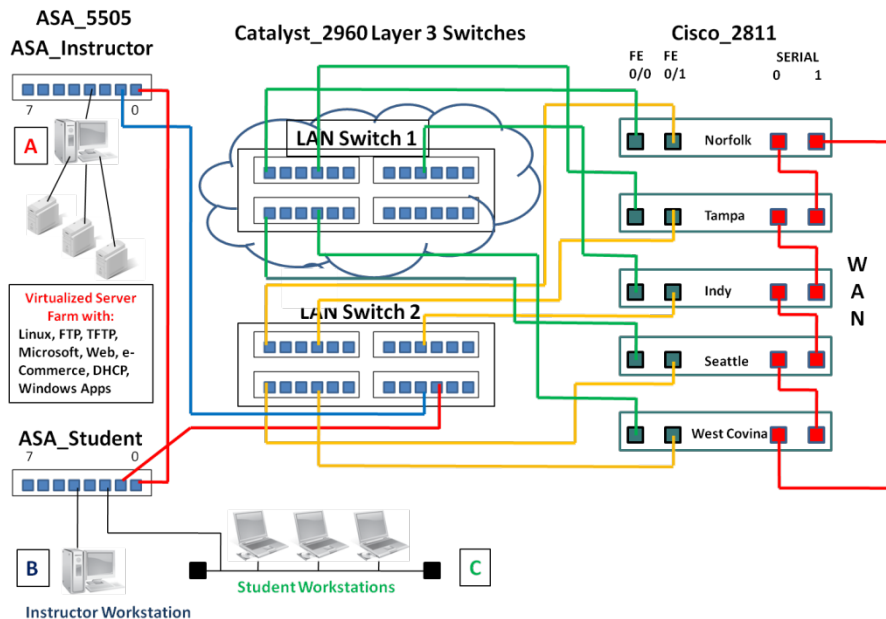 ASA_5505
ASA_Instructor
7
0
A
Virtualized Server
Farm with:
Linux, FTP, TFTP,
Microsoft, Web, e-
Commerce, DHCP,
Windows Apps
ASA_Student
7
0
B
Instructor Workstation
Student Workstations
C
Catalyst_2960 Layer 3 Switches
LAN Switch 1
LAN Switch 2
Cisco_2811
FE
0/0
FE
0/1
SERIAL
0 1
Norfolk
Tampa
Indy
Seattle
West Covina
W
A
N